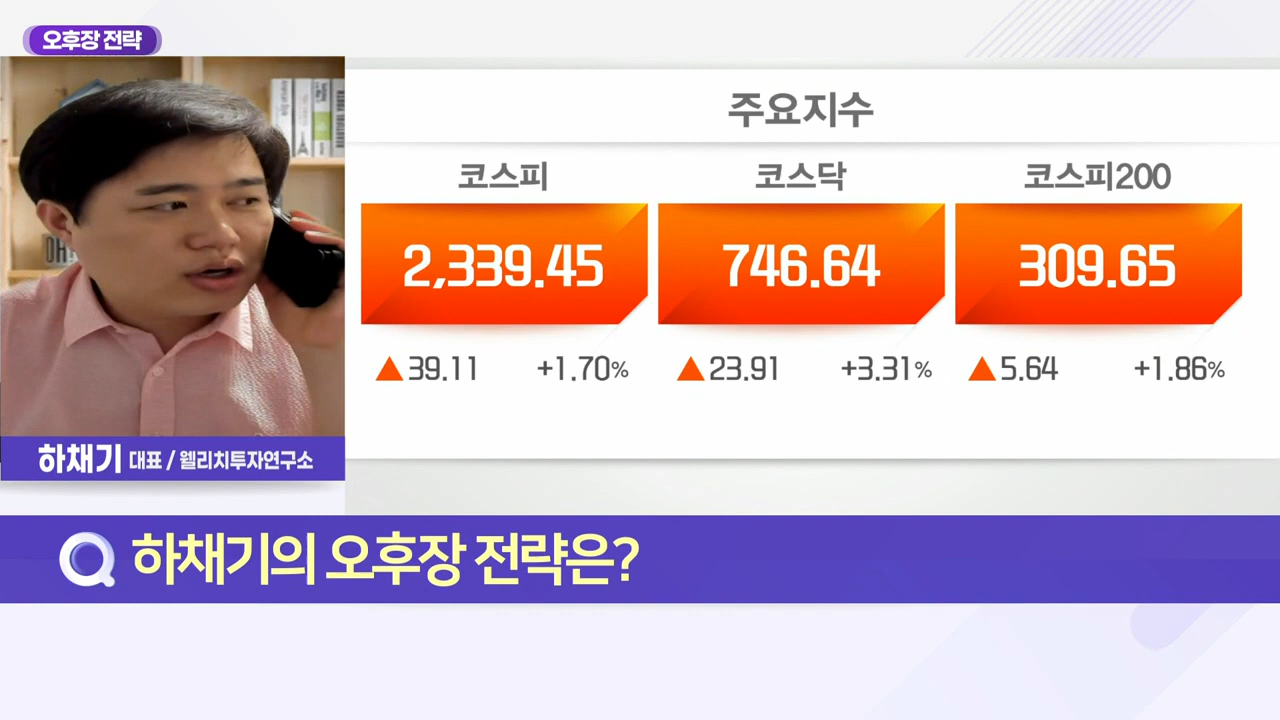 오후장 전략
주요지수
코스피
코스닥
코스피200
2,339.45
746.64
309.65
▲39.11 +1.70%
▲23.91 +3.31%
▲5.64 +1.86%
하채기 대표 / 웰리치투자연구소
하채기의 오후장 전략은?